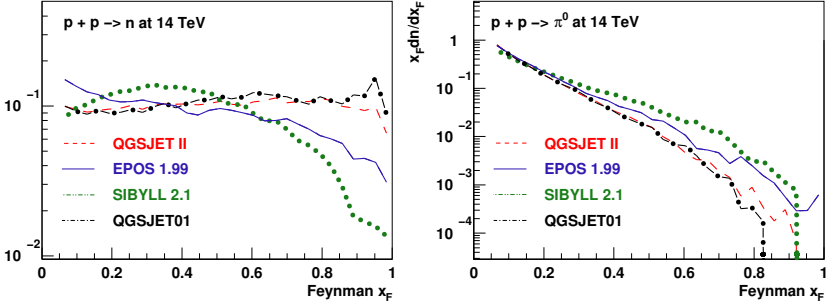 p + p –> n at 14 TeV
10⁻¹
10⁻²
QGSJET II
EPOS 1.99
SIBYLL 2.1
QGSJET01
0 0.2 0.4 0.6 0.8 1
Feynman x_F
x_F dn/dx_F
p + p –> π⁰ at 14 TeV
1
10⁻¹
10⁻²
10⁻³
10⁻⁴
QGSJET II
EPOS 1.99
SIBYLL 2.1
QGSJET01
0 0.2 0.4 0.6 0.8 1
Feynman x_F